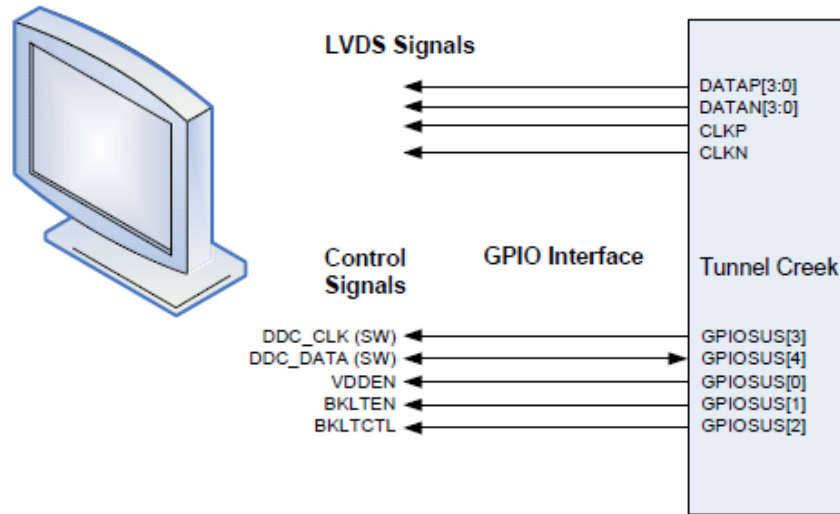 LVDS Signals
DATAP[3:0]
DATAN[3:0]
CLKP
CLKN
Control
Signals
GPIO Interface
Tunnel Creek
DDC_CLK (SW)
GPIOSUS[3]
DDC_DATA (SW)
GPIOSUS[4]
VDDEN
GPIOSUS[0]
BKLTEN
GPIOSUS[1]
BKLTCTL
GPIOSUS[2]